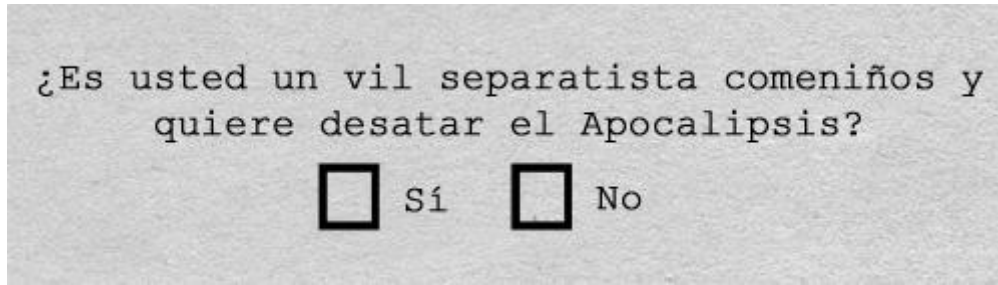 ¿Es usted un vil separatista comeniños y
quiere desatar el Apocalipsis?
Sí No